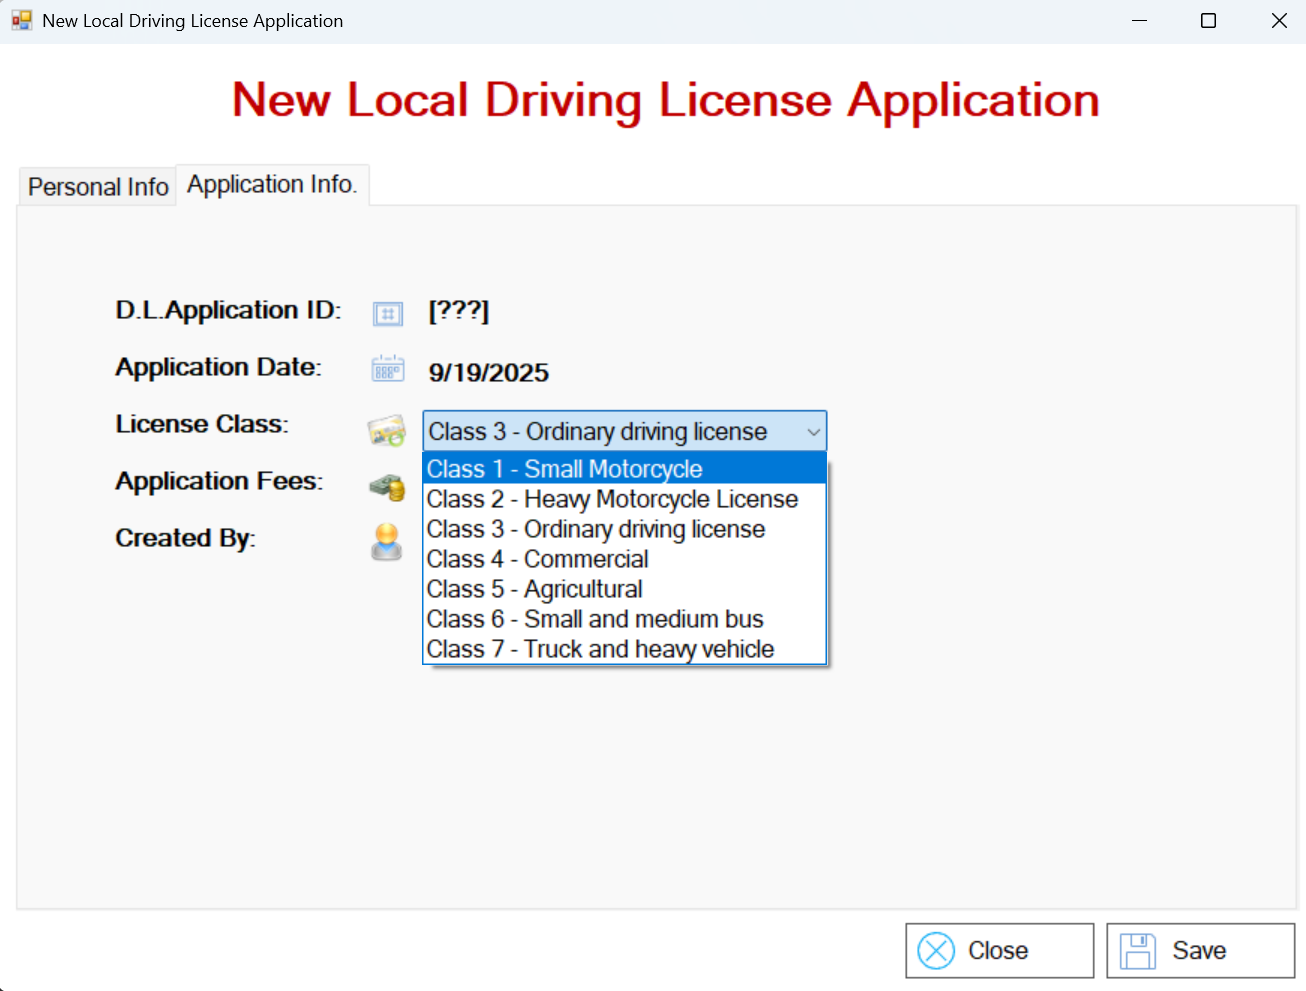 New Local Driving License Application
New Local Driving License Application
Personal Info
Application Info.
D.L.Application ID:
[???]
Application Date:
9/19/2025
License Class:
Class 3 - Ordinary driving license
Class 1 - Small Motorcycle
Class 2 - Heavy Motorcycle License
Class 3 - Ordinary driving license
Class 4 - Commercial
Class 5 - Agricultural
Class 6 - Small and medium bus
Class 7 - Truck and heavy vehicle
Application Fees:
Created By:
Close
Save